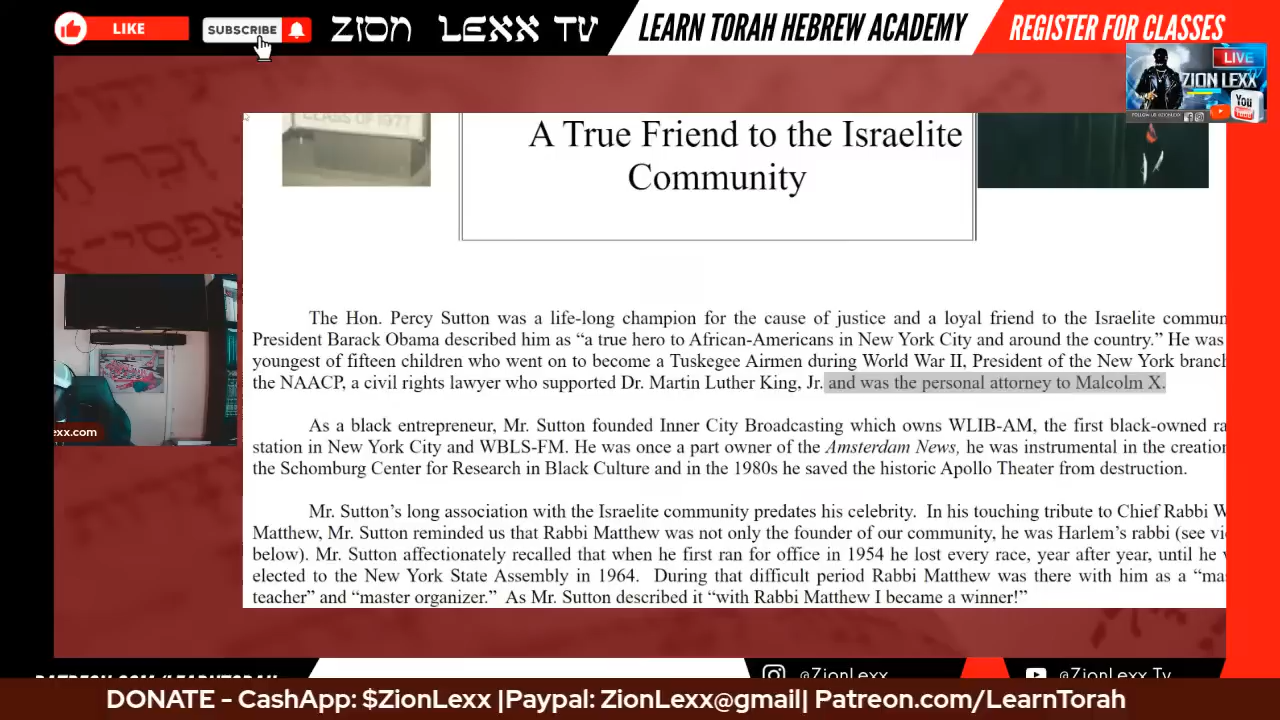 LIKE
SUBSCRIBE
ZION LEXX TV
LEARN TORAH HEBREW ACADEMY
REGISTER FOR CLASSES
LIVE
ZION LEXX
TV
You
Tube
FOLLOW US @ZIONLEXX
CLASS OF 1977
A True Friend to the Israelite
Community
The Hon. Percy Sutton was a life-long champion for the cause of justice and a loyal friend to the Israelite commun
President Barack Obama described him as “a true hero to African-Americans in New York City and around the country.” He was
youngest of fifteen children who went on to become a Tuskegee Airmen during World War II, President of the New York branch
the NAACP, a civil rights lawyer who supported Dr. Martin Luther King, Jr. and was the personal attorney to Malcolm X.
As a black entrepreneur, Mr. Sutton founded Inner City Broadcasting which owns WLIB-AM, the first black-owned ra
station in New York City and WBLS-FM. He was once a part owner of the Amsterdam News, he was instrumental in the creation
the Schomburg Center for Research in Black Culture and in the 1980s he saved the historic Apollo Theater from destruction.
Mr. Sutton’s long association with the Israelite community predates his celebrity. In his touching tribute to Chief Rabbi W
Matthew, Mr. Sutton reminded us that Rabbi Matthew was not only the founder of our community, he was Harlem’s rabbi (see vi
below). Mr. Sutton affectionately recalled that when he first ran for office in 1954 he lost every race, year after year, until he
elected to the New York State Assembly in 1964. During that difficult period Rabbi Matthew was there with him as a “ma
teacher” and “master organizer.” As Mr. Sutton described it “with Rabbi Matthew I became a winner!”
exx.com
PATREON.COM/LEARNTORAH
@ZionLexx
@ZionLexx Tv
DONATE - CashApp: $ZionLexx |Paypal: ZionLexx@gmail| Patreon.com/LearnTorah